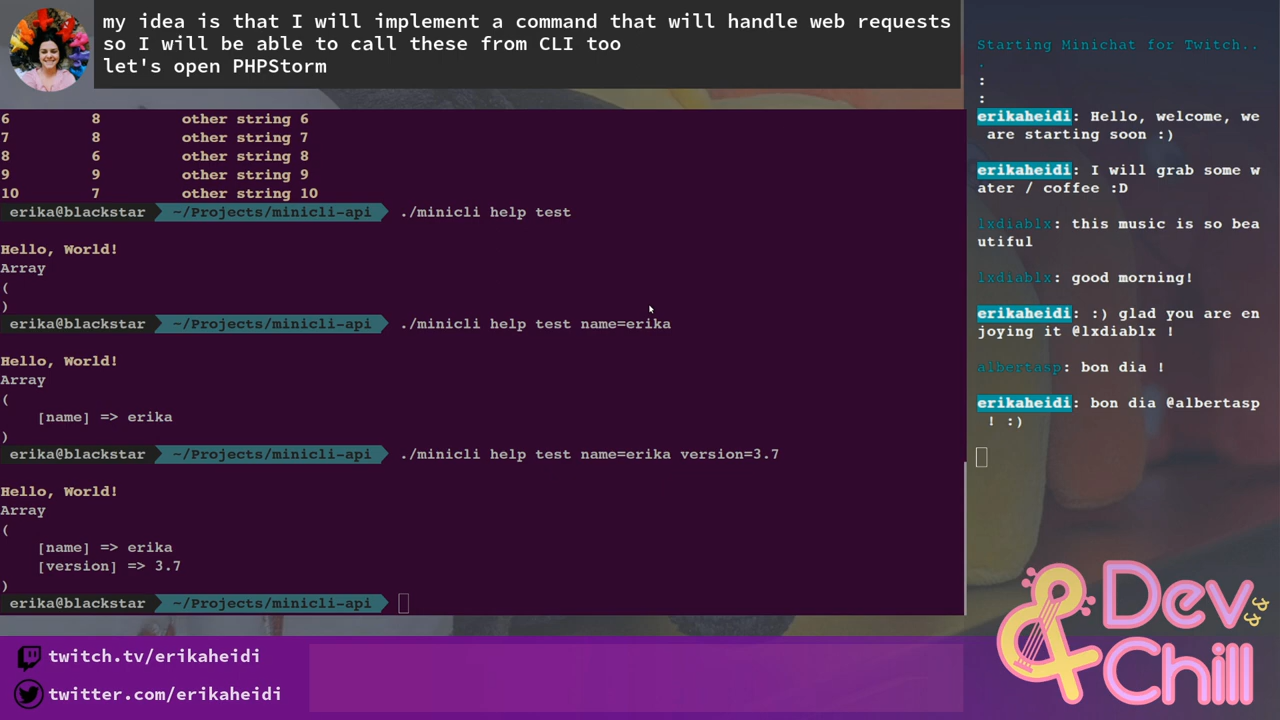 my idea is that I will implement a command that will handle web requests
so I will be able to call these from CLI too
let's open PHPStorm
6 8 other string 6
7 8 other string 7
8 6 other string 8
9 9 other string 9
10 7 other string 10
erika@blackstar ~/Projects/minicli-api ./minicli help test
Hello, World!
Array
(
)
erika@blackstar ~/Projects/minicli-api ./minicli help test name=erika
Hello, World!
Array
(
[name] => erika
)
erika@blackstar ~/Projects/minicli-api ./minicli help test name=erika version=3.7
Hello, World!
Array
(
[name] => erika
[version] => 3.7
)
erika@blackstar ~/Projects/minicli-api
Starting Minichat for Twitch..
.
:
:
erikaheidi: Hello, welcome, we
are starting soon :)
erikaheidi: I will grab some w
ater / coffee :D
lxdiablx: this music is so bea
utiful
lxdiablx: good morning!
erikaheidi: :) glad you are en
joying it @lxdiablx !
albertasp: bon dia !
erikaheidi: bon dia @albertasp
! :)
twitch.tv/erikaheidi
twitter.com/erikaheidi
Dev
&&
Chill